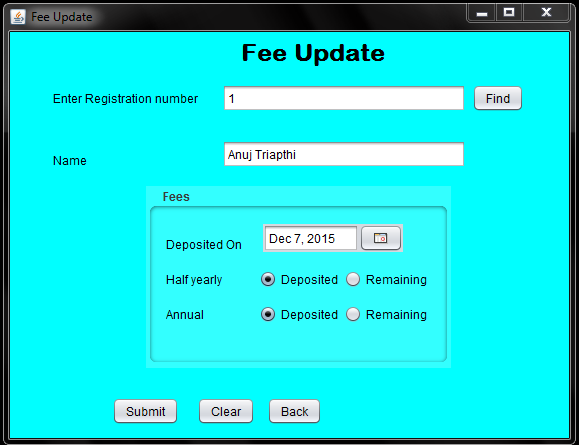 Fee Update
Fee Update
Enter Registration number 1 Find
Name Anuj Triapthi
Fees
Deposited On Dec 7, 2015
Half yearly Deposited Remaining
Annual Deposited Remaining
Submit Clear Back